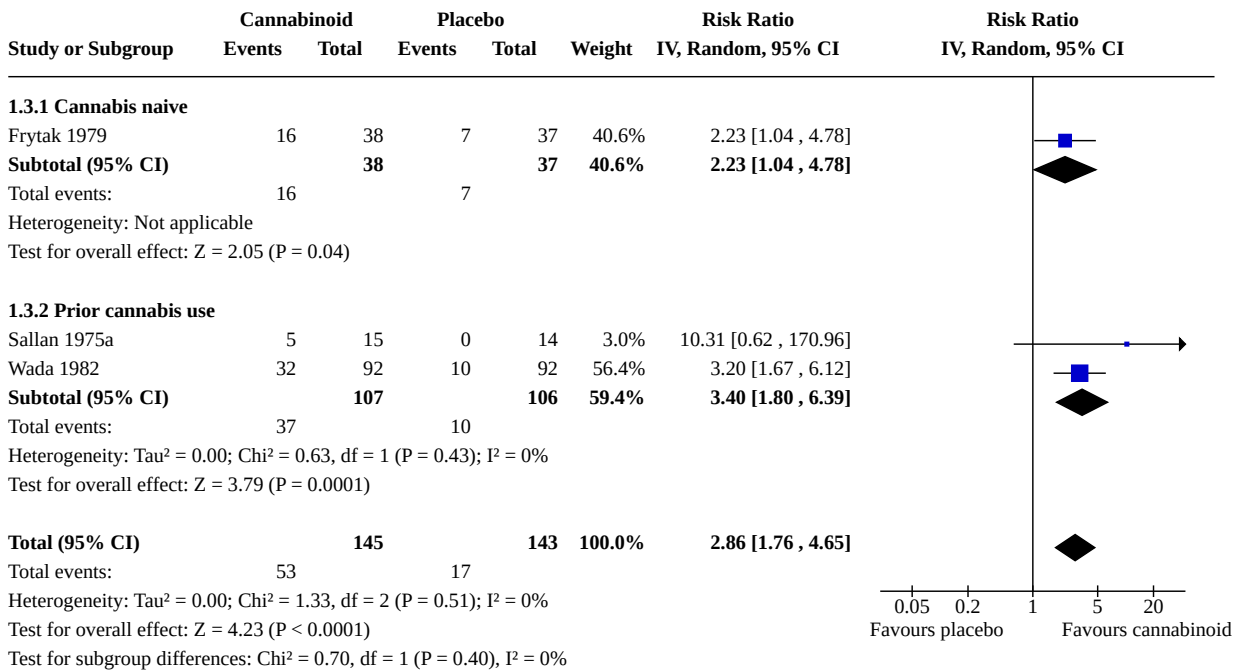 Cannabinoid Placebo Risk Ratio Risk Ratio
Study or Subgroup Events Total Events Total Weight IV, Random, 95% CI IV, Random, 95% CI
1.3.1 Cannabis naive
Frytak 1979 16 38 7 37 40.6% 2.23 [1.04 , 4.78]
Subtotal (95% CI) 38 37 40.6% 2.23 [1.04 , 4.78]
Total events: 16 7
Heterogeneity: Not applicable
Test for overall effect: Z = 2.05 (P = 0.04)
1.3.2 Prior cannabis use
Sallan 1975a 5 15 0 14 3.0% 10.31 [0.62 , 170.96]
Wada 1982 32 92 10 92 56.4% 3.20 [1.67 , 6.12]
Subtotal (95% CI) 107 106 59.4% 3.40 [1.80 , 6.39]
Total events: 37 10
Heterogeneity: Tau² = 0.00; Chi² = 0.63, df = 1 (P = 0.43); I² = 0%
Test for overall effect: Z = 3.79 (P = 0.0001)
Total (95% CI) 145 143 100.0% 2.86 [1.76 , 4.65]
Total events: 53 17
Heterogeneity: Tau² = 0.00; Chi² = 1.33, df = 2 (P = 0.51); I² = 0% 0.05 0.2 1 5 20
Test for overall effect: Z = 4.23 (P < 0.0001) Favours placebo Favours cannabinoid
Test for subgroup differences: Chi² = 0.70, df = 1 (P = 0.40), I² = 0%